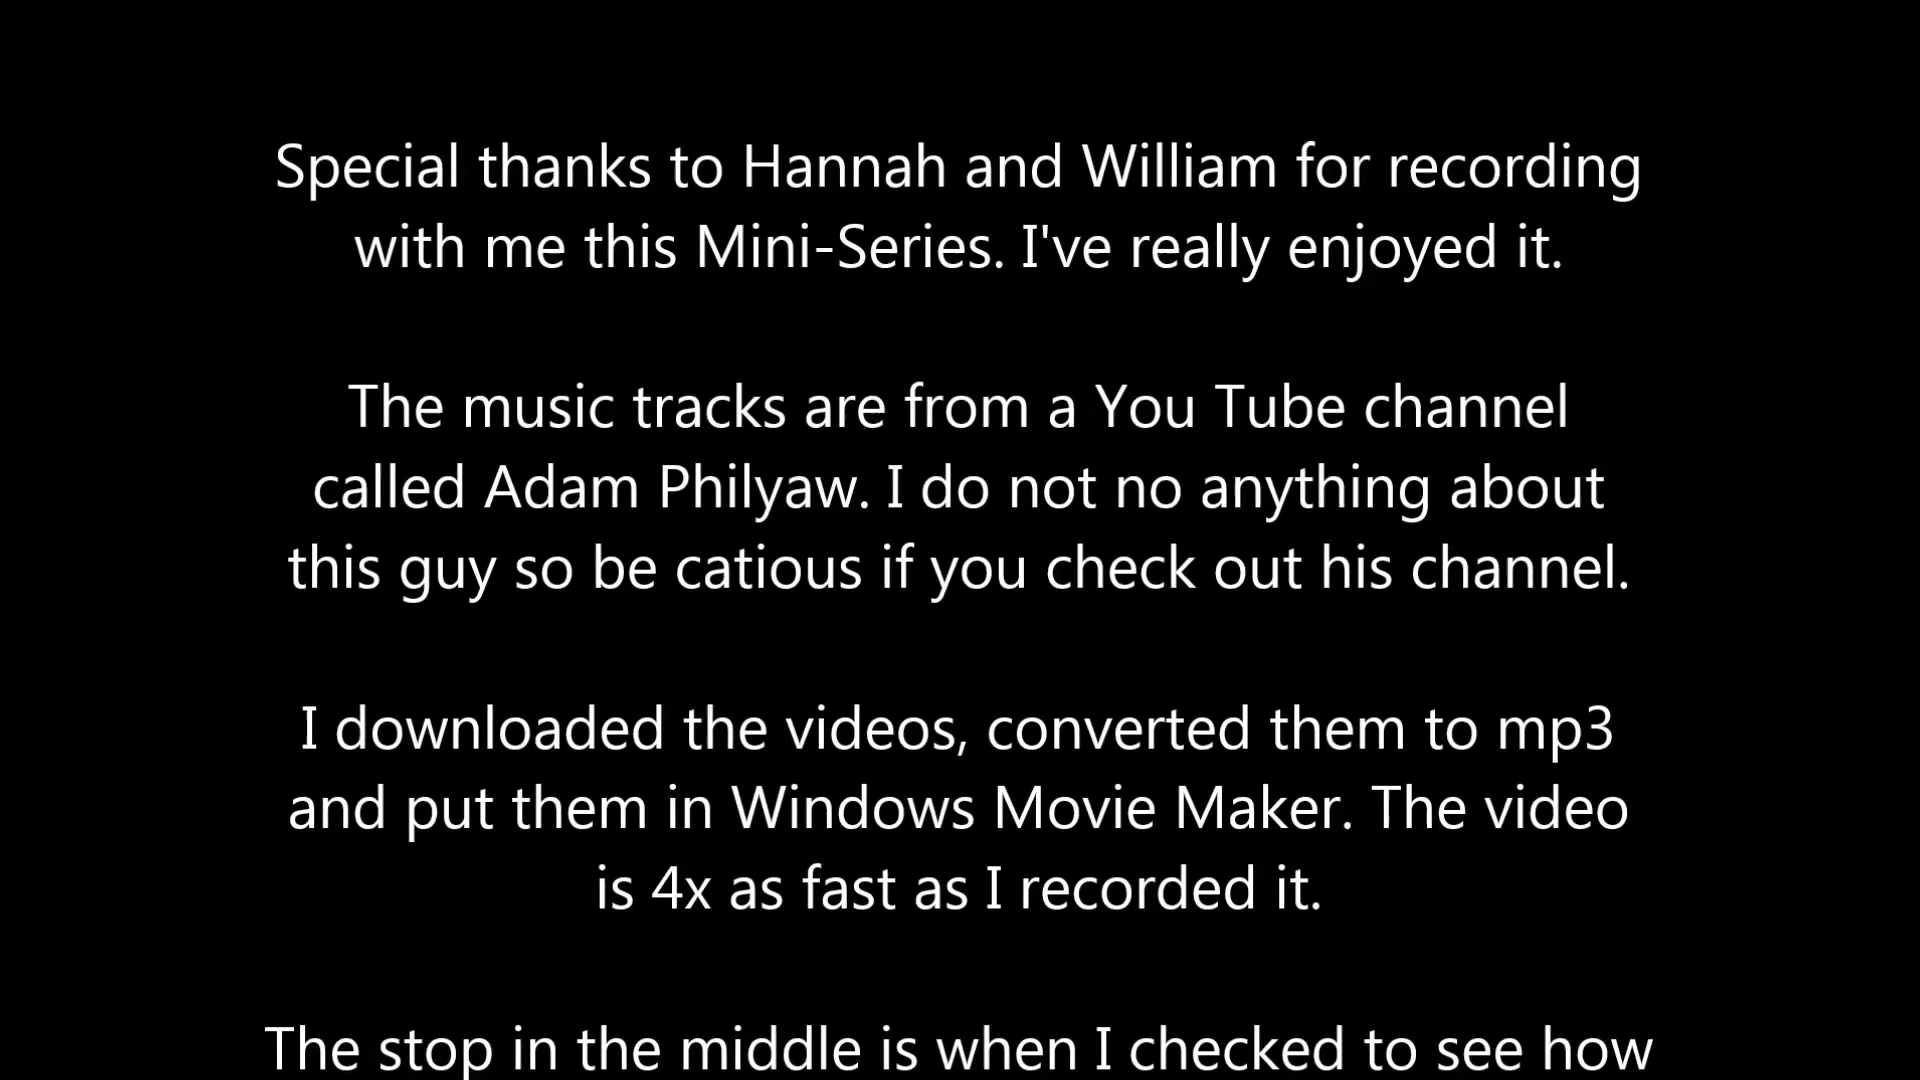 Special thanks to Hannah and William for recording
with me this Mini-Series. I've really enjoyed it.
The music tracks are from a You Tube channel
called Adam Philyaw. I do not no anything about
this guy so be catious if you check out his channel.
I downloaded the videos, converted them to mp3
and put them in Windows Movie Maker. The video
is 4x as fast as I recorded it.
The stop in the middle is when I checked to see how